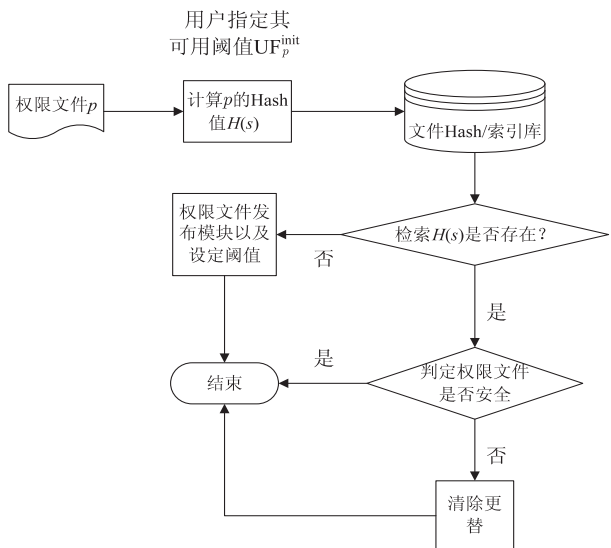 用户指定其
可用阈值UF_p^init
权限文件p
计算p的Hash
值H(s)
文件Hash/索引库
权限文件发
布模块以及
设定阈值
否
检索H(s)是否存在？
是
是
结束
判定权限文件
是否安全
否
清除更
替